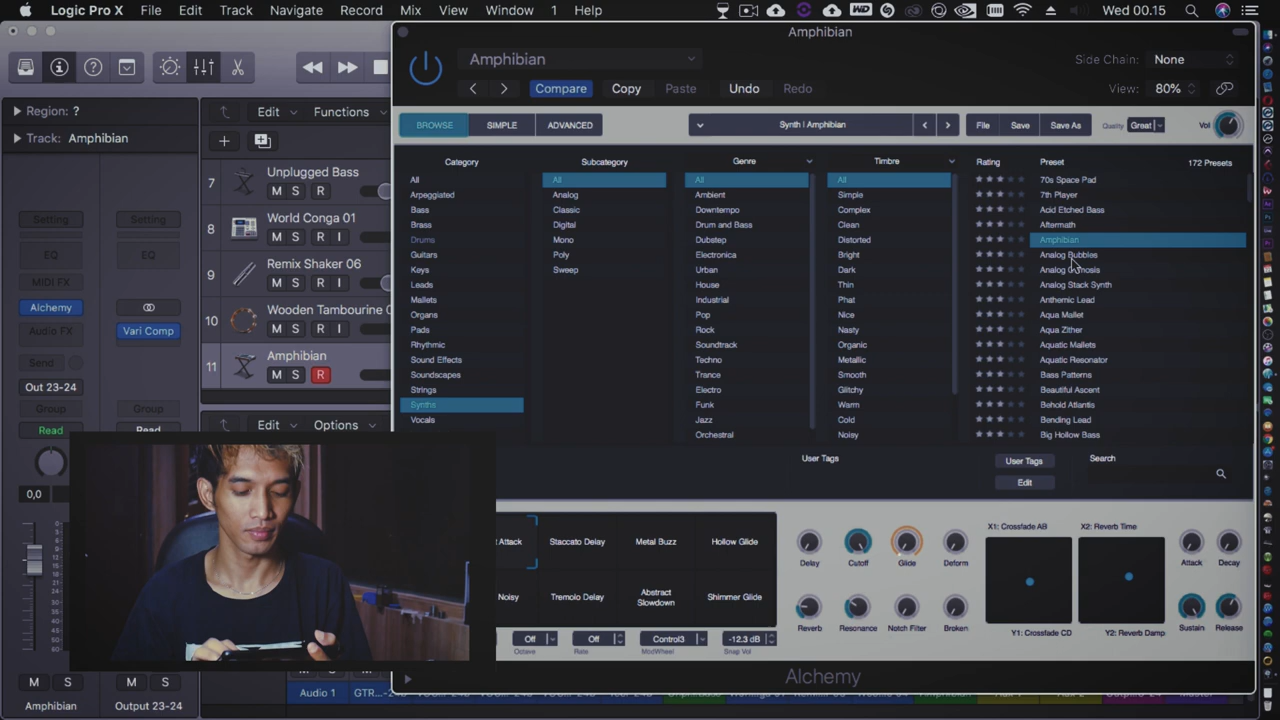 Logic Pro X File Edit Track Navigate Record Mix View Window 1 Help Wed 00.15
Amphibian
Amphibian
Side Chain: None
Compare Copy Paste Undo Redo
View: 80%
Region: ?
Track: Amphibian
Edit Functions
BROWSE SIMPLE ADVANCED
Synth | Amphibian
File Save Save As Quality Great Vol
Setting Setting
EQ EQ
MIDI FX
Alchemy
Audio FX Vari Comp
Send
Out 23-24
Group Group
Read Read
0,0
7 Unplugged Bass
M S R
8 World Conga 01
M S R I
9 Remix Shaker 06
M S R I
10 Wooden Tambourine 0
M S R I
11 Amphibian
M S R
Edit Options
Category Subcategory Genre Timbre Rating Preset 172 Presets
All All All All 70s Space Pad
Arpeggiated Analog Ambient Simple 7th Player
Bass Classic Downtempo Complex Acid Etched Bass
Brass Digital Drum and Bass Clean Aftermath
Drums Mono Dubstep Distorted Amphibian
Guitars Poly Electronica Bright Analog Bubbles
Keys Sweep Urban Dark
Leads House Thin Analog Stack Synth
Mallets Industrial Phat Anthemic Lead
Organs Pop Nice Aqua Mallet
Pads Rock Nasty Aqua Zither
Rhythmic Soundtrack Organic Aquatic Mallets
Sound Effects Techno Metallic Aquatic Resonator
Soundscapes Trance Smooth Bass Patterns
Strings Electro Glitchy Beautiful Ascent
Synths Funk Warm Behold Atlantis
Vocals Jazz Cold Bending Lead
Orchestral Noisy Big Hollow Bass
User Tags User Tags Search
Edit
Attack Staccato Delay Metal Buzz Hollow Glide
Noisy Tremolo Delay Abstract Slowdown Shimmer Glide
Delay Cutoff Glide Deform
Reverb Resonance Notch Filter Broken
X1: Crossfade AB X2: Reverb Time
Y1: Crossfade CD Y2: Reverb Damp
Attack Decay
Sustain Release
Off Off Control3 -12.3 dB
Octave Rate ModWheel Snap Vol
Alchemy
M S M S
Amphibian Output 23-24
Audio 1